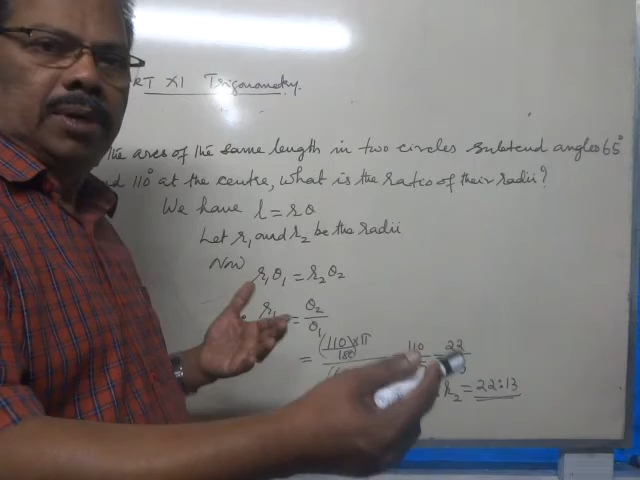 RT XI Trigonometry.
the arcs of the same length in two circles subtend angles 65°
nd 110° at the centre, what is the ratio of their radii?
We have l = rθ
Let r₁ and r₂ be the radii
Now r₁θ₁ = r₂θ₂
r₁ = θ₂/θ₁
= (110 × π/180) 110 = 22/3
r₂ = 22:13